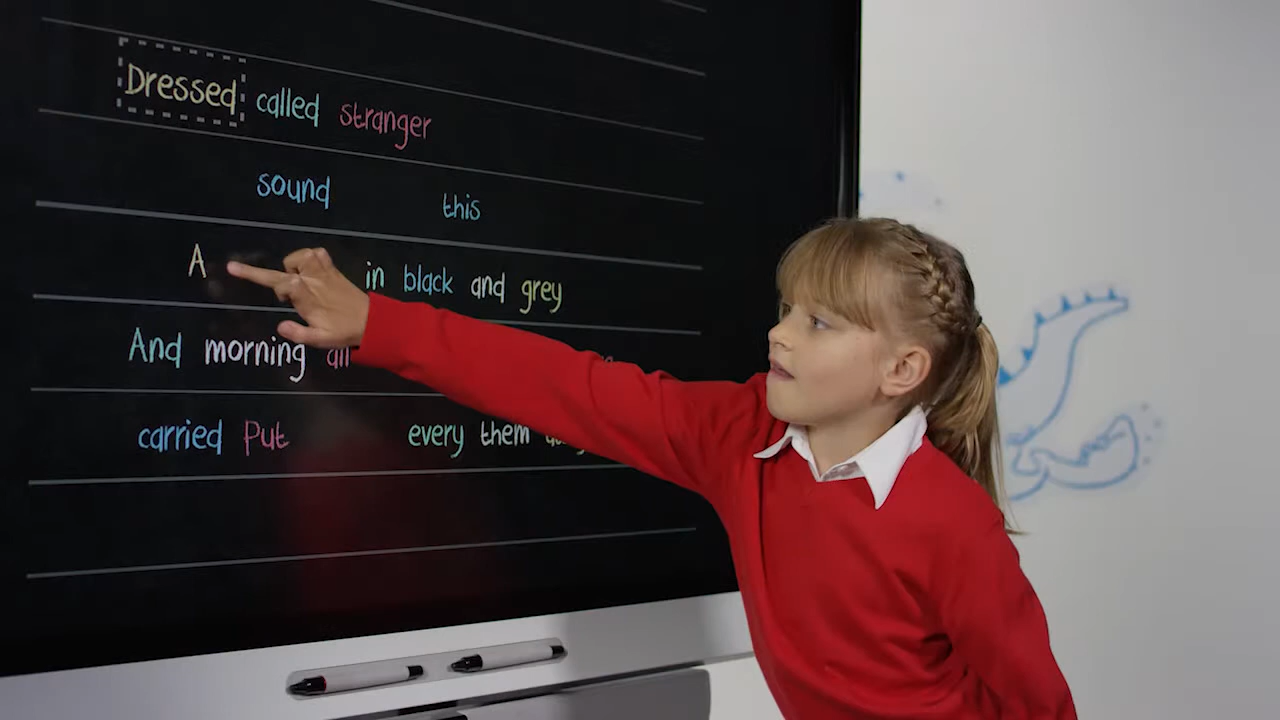 Dressed called stranger
sound this
A in black and grey
And morning
carried Put every them